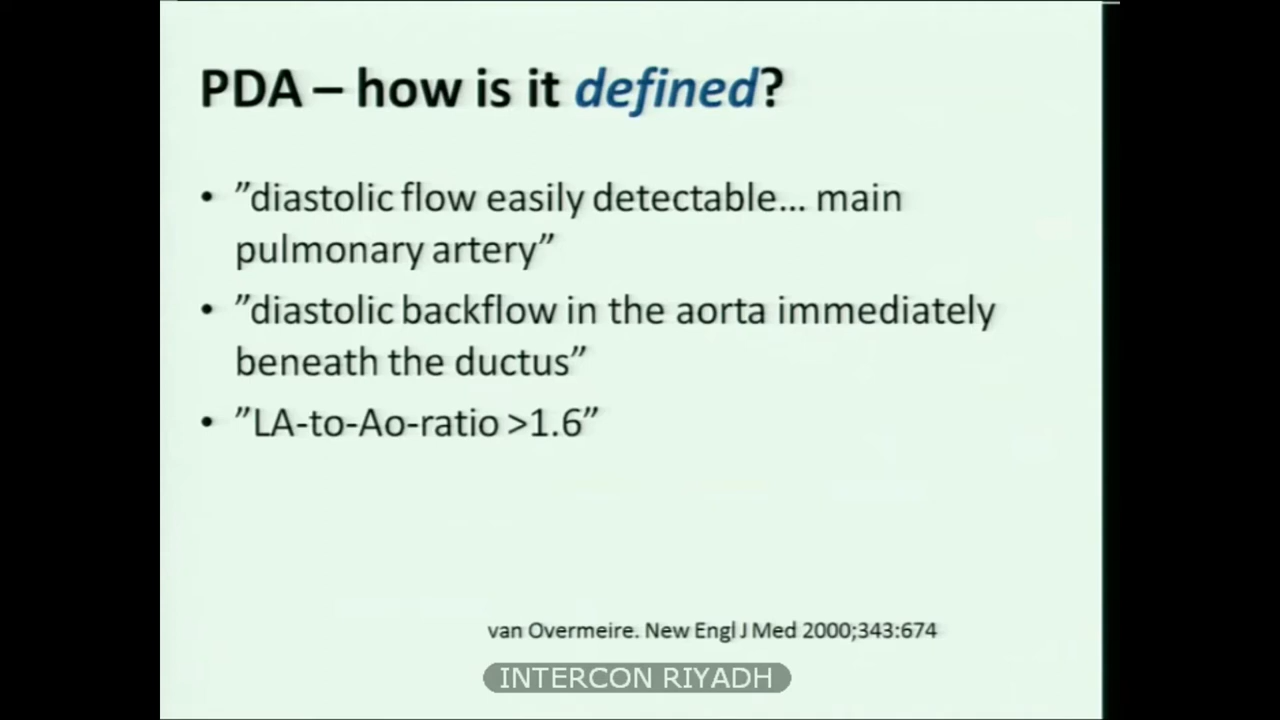 PDA – how is it defined?
• ”diastolic flow easily detectable... main
pulmonary artery”
• ”diastolic backflow in the aorta immediately
beneath the ductus”
• ”LA-to-Ao-ratio >1.6”
van Overmeire. New Engl J Med 2000;343:674
INTERCON RIYADH